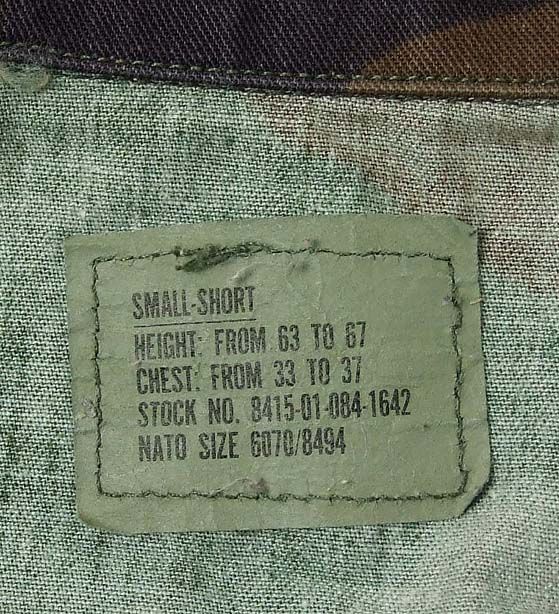 SMALL-SHORT
HEIGHT: FROM 63 TO 67
CHEST: FROM 33 TO 37
STOCK NO. 8415-01-084-1642
NATO SIZE 6070/8494